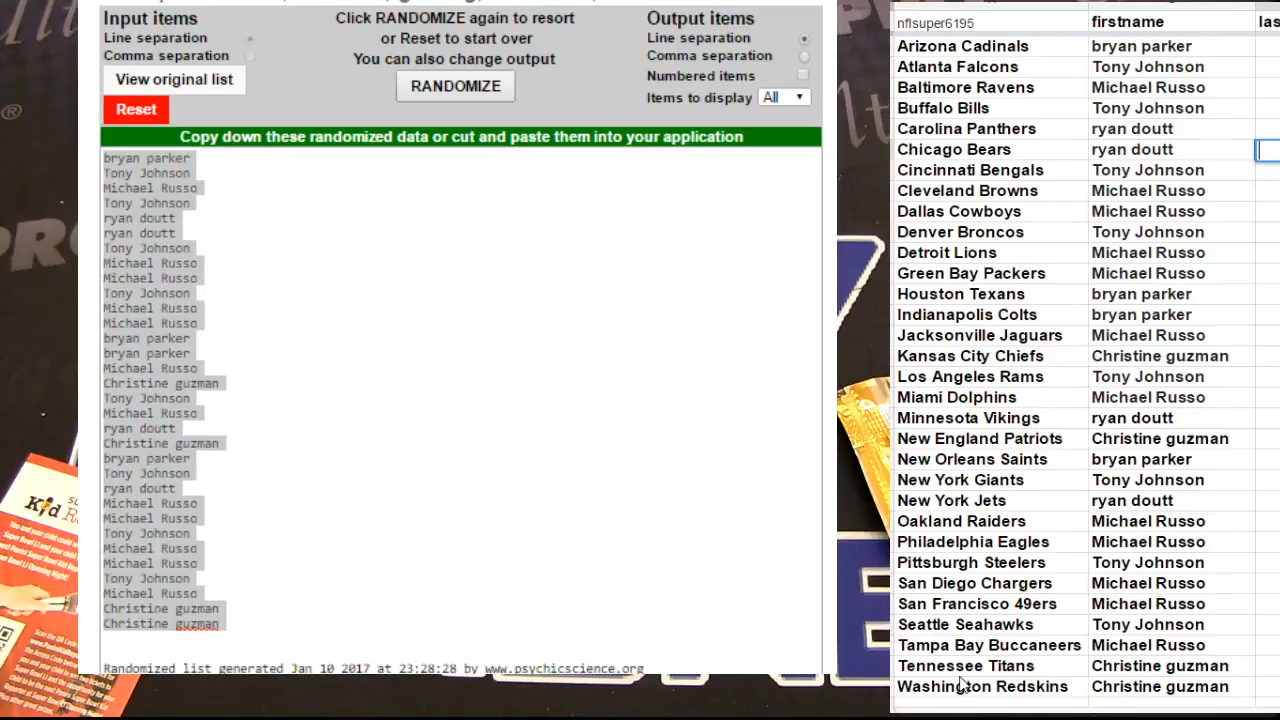 Input items
Line separation
Comma separation
View original list
Reset
Click RANDOMIZE again to resort
or Reset to start over
You can also change output
RANDOMIZE
Output items
Line separation
Comma separation
Numbered items
Items to display All
Copy down these randomized data or cut and paste them into your application
bryan parker
Tony Johnson
Michael Russo
Tony Johnson
ryan doutt
ryan doutt
Tony Johnson
Michael Russo
Michael Russo
Tony Johnson
Michael Russo
Michael Russo
bryan parker
bryan parker
Michael Russo
Christine guzman
Tony Johnson
Michael Russo
ryan doutt
Christine guzman
bryan parker
Tony Johnson
ryan doutt
Michael Russo
Michael Russo
Tony Johnson
Michael Russo
Michael Russo
Tony Johnson
Michael Russo
Christine guzman
Christine guzman
Randomized list generated Jan 10 2017 at 23:28:28 by www.psychicscience.org
nflsuper6195 firstname las
Arizona Cadinals bryan parker
Atlanta Falcons Tony Johnson
Baltimore Ravens Michael Russo
Buffalo Bills Tony Johnson
Carolina Panthers ryan doutt
Chicago Bears ryan doutt
Cincinnati Bengals Tony Johnson
Cleveland Browns Michael Russo
Dallas Cowboys Michael Russo
Denver Broncos Tony Johnson
Detroit Lions Michael Russo
Green Bay Packers Michael Russo
Houston Texans bryan parker
Indianapolis Colts bryan parker
Jacksonville Jaguars Michael Russo
Kansas City Chiefs Christine guzman
Los Angeles Rams Tony Johnson
Miami Dolphins Michael Russo
Minnesota Vikings ryan doutt
New England Patriots Christine guzman
New Orleans Saints bryan parker
New York Giants Tony Johnson
New York Jets ryan doutt
Oakland Raiders Michael Russo
Philadelphia Eagles Michael Russo
Pittsburgh Steelers Tony Johnson
San Diego Chargers Michael Russo
San Francisco 49ers Michael Russo
Seattle Seahawks Tony Johnson
Tampa Bay Buccaneers Michael Russo
Tennessee Titans Christine guzman
Washington Redskins Christine guzman